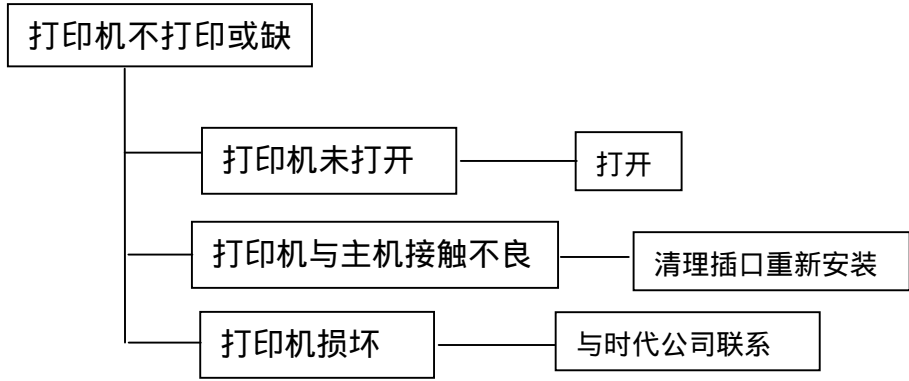 打印机不打印或缺
打印机未打开
打开
打印机与主机接触不良
清理插口重新安装
打印机损坏
与时代公司联系